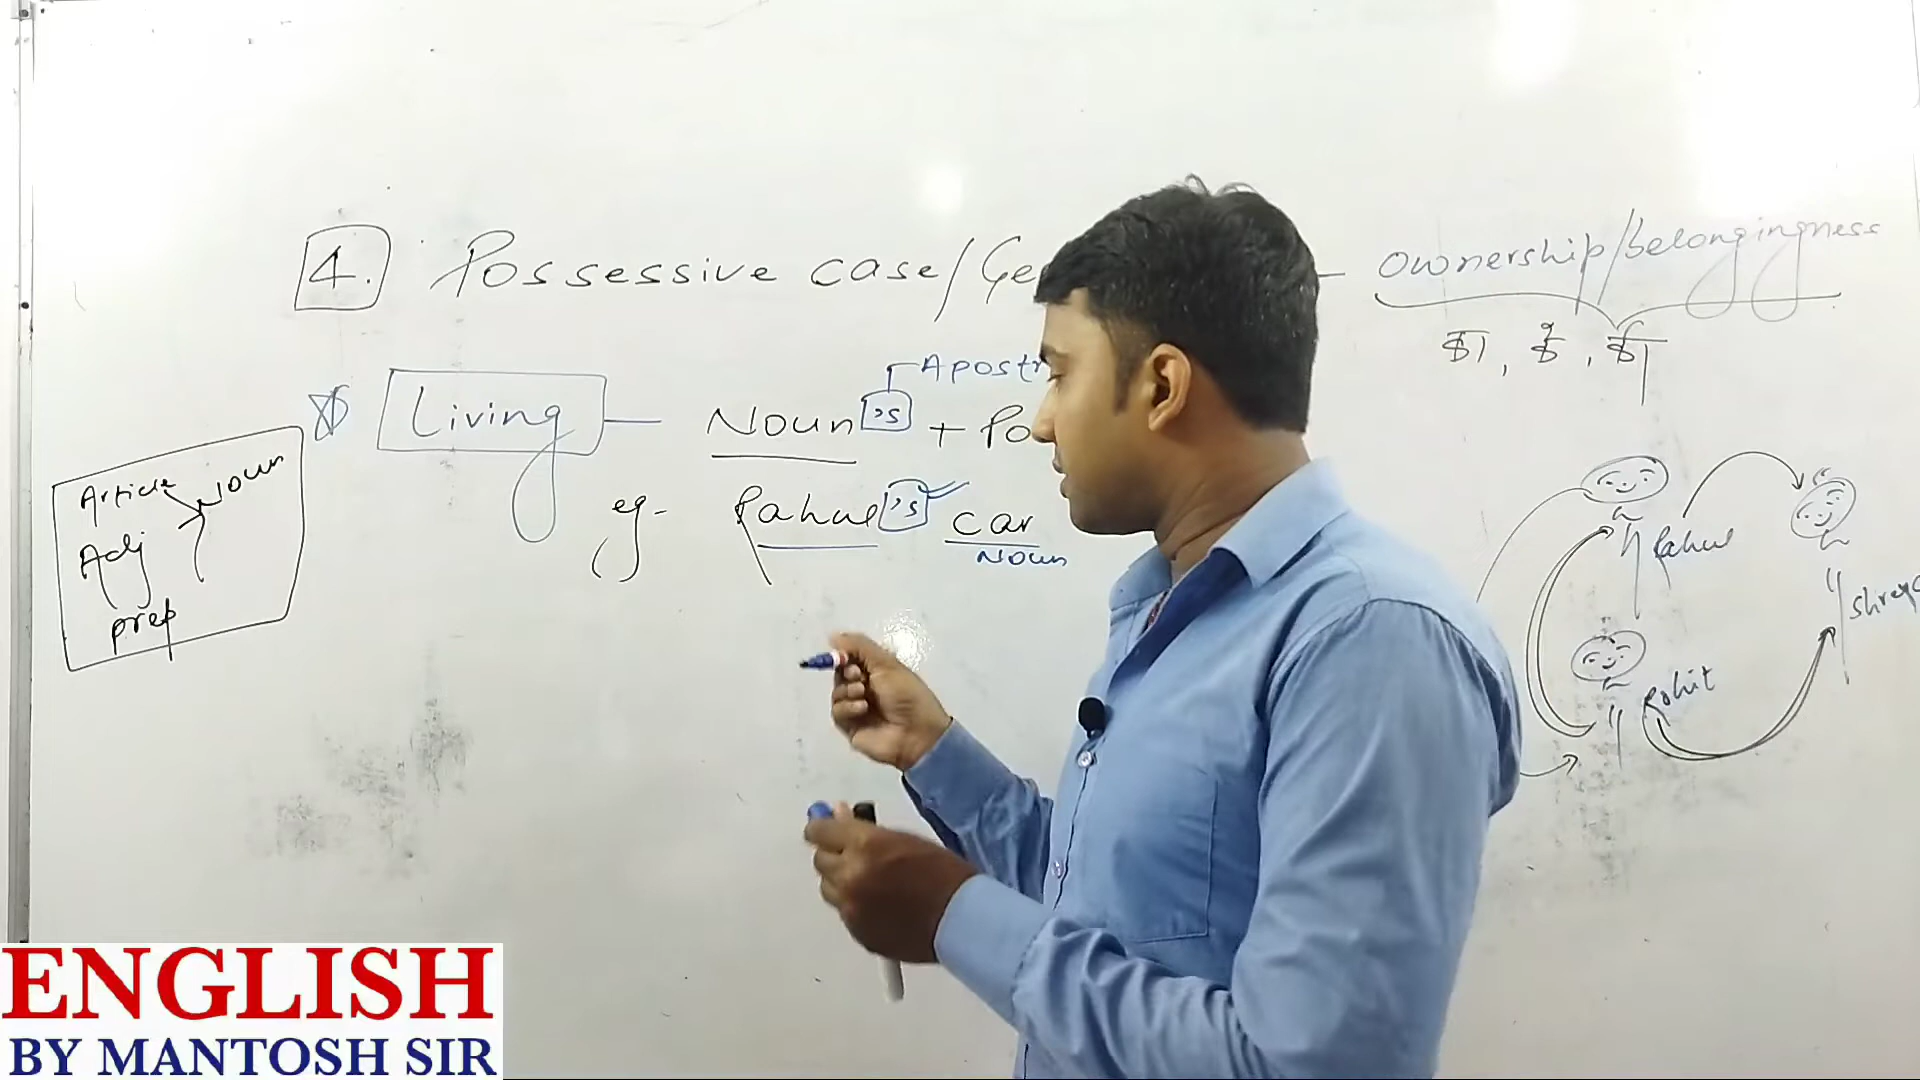 4. Possessive case/Ge
— ownership/belongingness
का, के, की
Apostr
Living — Noun's + Po
eg- Rahul's car
Noun
Article Noun
Adj
prep
Rahul
Shreya
Rohit
ENGLISH
BY MANTOSH SIR